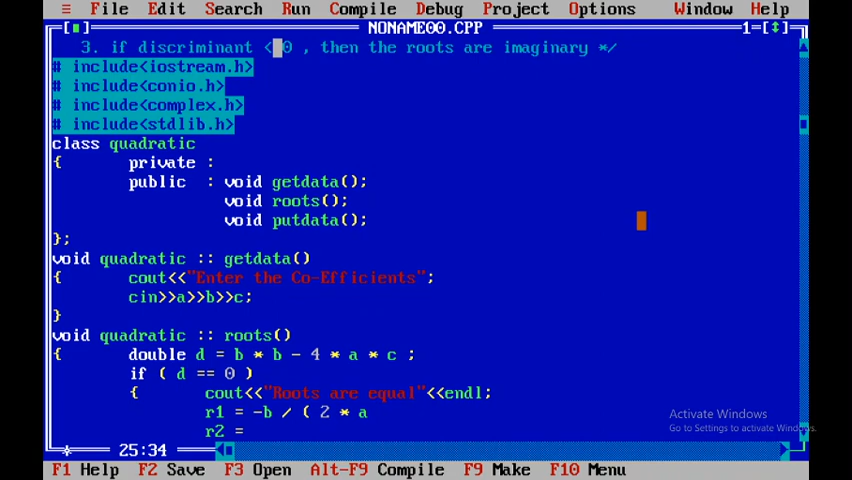 ≡ File Edit Search Run Compile Debug Project Options Window Help
[■] NONAME00.CPP 1=[↕]
3. if discriminant < 0 , then the roots are imaginary */
# include<iostream.h>
# include<conio.h>
# include<complex.h>
# include<stdlib.h>
class quadratic
{ private :
public : void getdata();
void roots();
void putdata();
};
void quadratic :: getdata()
{ cout<<"Enter the Co-Efficients";
cin>>a>>b>>c;
}
void quadratic :: roots()
{ double d = b * b - 4 * a * c ;
if ( d == 0 )
{ cout<<"Roots are equal"<<endl;
r1 = -b / ( 2 * a
r2 =
Activate Windows
Go to Settings to activate Windows.
25:34
F1 Help F2 Save F3 Open Alt-F9 Compile F9 Make F10 Menu